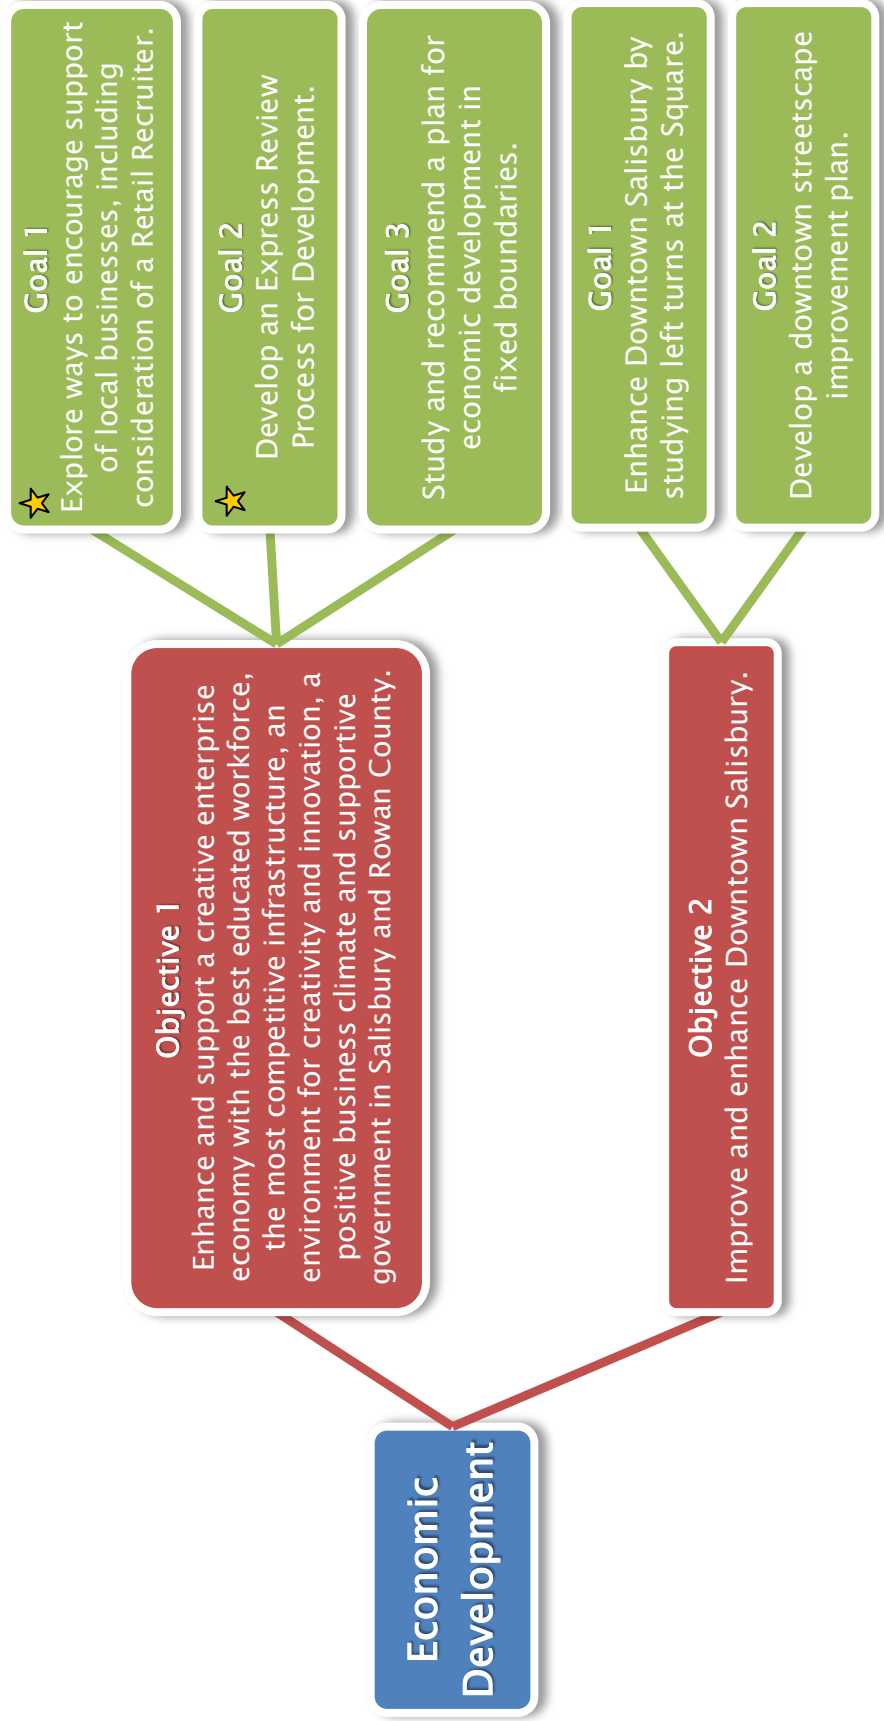 Economic
Development
Objective 1
Enhance and support a creative enterprise
economy with the best educated workforce,
the most competitive infrastructure, an
environment for creativity and innovation, a
positive business climate and supportive
government in Salisbury and Rowan County.
Goal 1
Explore ways to encourage support
of local businesses, including
consideration of a Retail Recruiter.
Goal 2
Develop an Express Review
Process for Development.
Goal 3
Study and recommend a plan for
economic development in
fixed boundaries.
Objective 2
Improve and enhance Downtown Salisbury.
Goal 1
Enhance Downtown Salisbury by
studying left turns at the Square.
Goal 2
Develop a downtown streetscape
improvement plan.